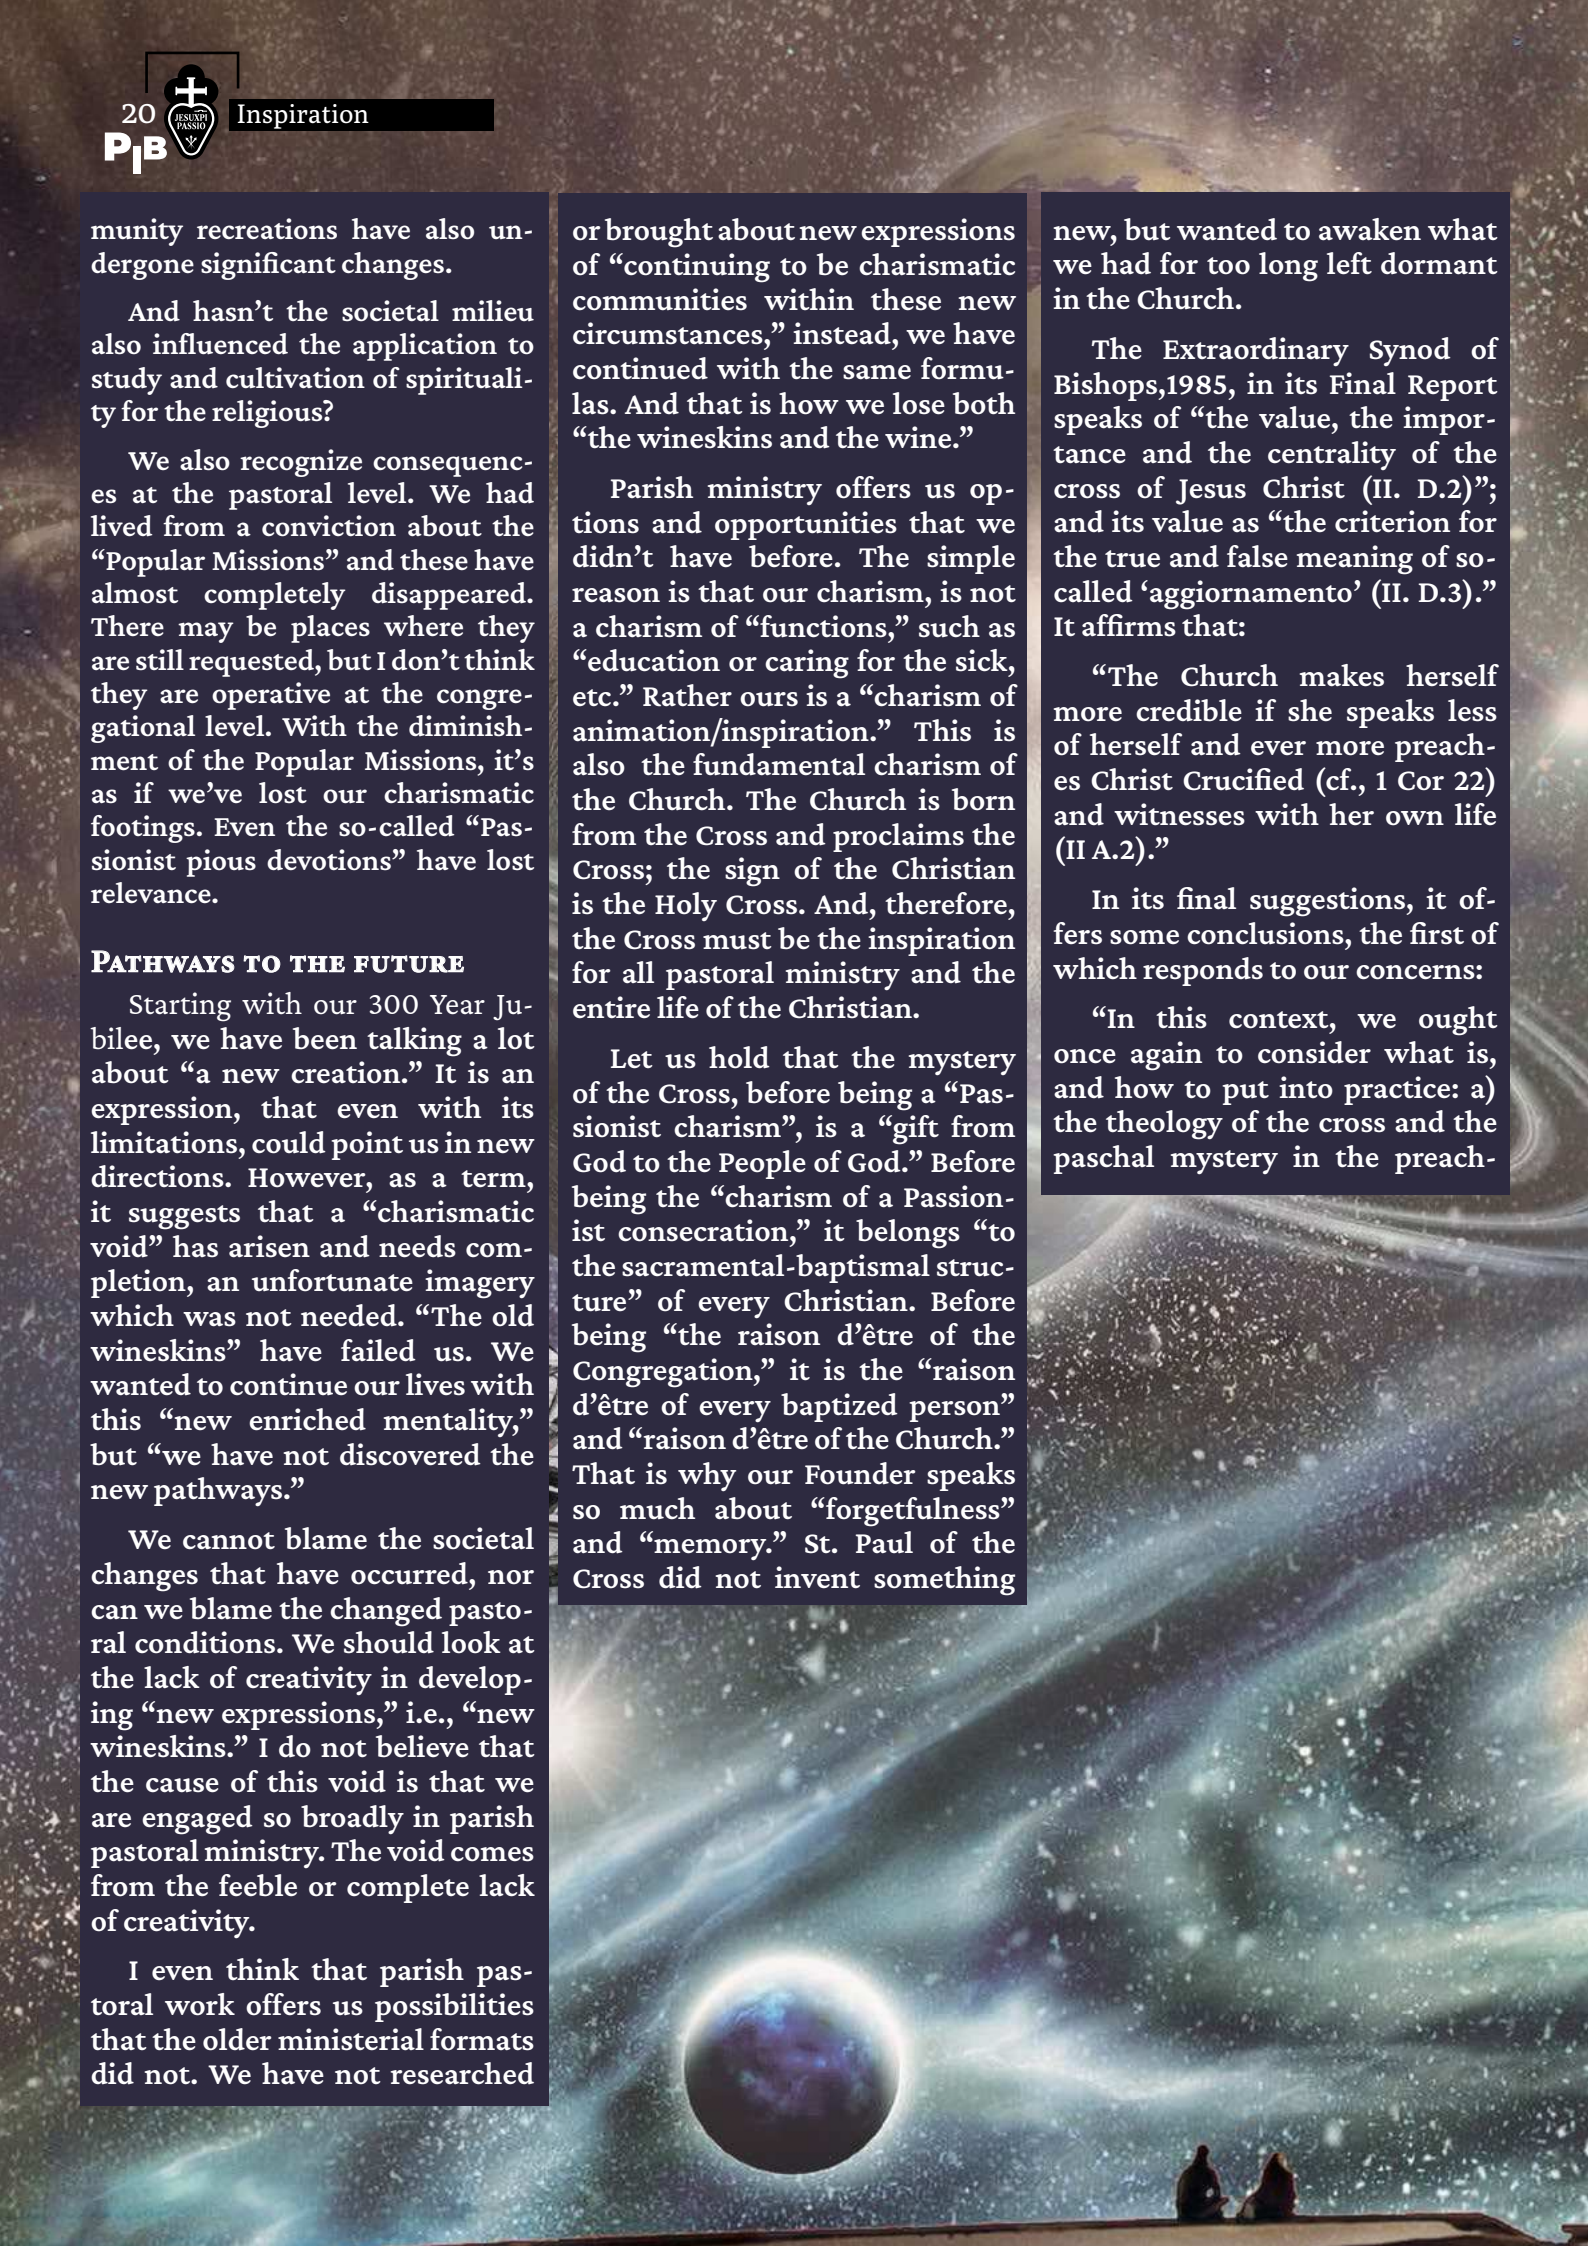 20
JESUXPI
PASSIO
PIB
Inspiration
munity recreations have also un-
dergone significant changes.
And hasn’t the societal milieu
also influenced the application to
study and cultivation of spirituali-
ty for the religious?
We also recognize consequenc-
es at the pastoral level. We had
lived from a conviction about the
“Popular Missions” and these have
almost completely disappeared.
There may be places where they
are still requested, but I don’t think
they are operative at the congre-
gational level. With the diminish-
ment of the Popular Missions, it’s
as if we’ve lost our charismatic
footings. Even the so-called “Pas-
sionist pious devotions” have lost
relevance.
Pathways to the future
Starting with our 300 Year Ju-
bilee, we have been talking a lot
about “a new creation.” It is an
expression, that even with its
limitations, could point us in new
directions. However, as a term,
it suggests that a “charismatic
void” has arisen and needs com-
pletion, an unfortunate imagery
which was not needed. “The old
wineskins” have failed us. We
wanted to continue our lives with
this “new enriched mentality,”
but “we have not discovered the
new pathways.”
We cannot blame the societal
changes that have occurred, nor
can we blame the changed pasto-
ral conditions. We should look at
the lack of creativity in develop-
ing “new expressions,” i.e., “new
wineskins.” I do not believe that
the cause of this void is that we
are engaged so broadly in parish
pastoral ministry. The void comes
from the feeble or complete lack
of creativity.
I even think that parish pas-
toral work offers us possibilities
that the older ministerial formats
did not. We have not researched
or brought about new expressions
of “continuing to be charismatic
communities within these new
circumstances,” instead, we have
continued with the same formu-
las. And that is how we lose both
“the wineskins and the wine.”
Parish ministry offers us op-
tions and opportunities that we
didn’t have before. The simple
reason is that our charism, is not
a charism of “functions,” such as
“education or caring for the sick,
etc.” Rather ours is a “charism of
animation/inspiration.” This is
also the fundamental charism of
the Church. The Church is born
from the Cross and proclaims the
Cross; the sign of the Christian
is the Holy Cross. And, therefore,
the Cross must be the inspiration
for all pastoral ministry and the
entire life of the Christian.
Let us hold that the mystery
of the Cross, before being a “Pas-
sionist charism”, is a “gift from
God to the People of God.” Before
being the “charism of a Passion-
ist consecration,” it belongs “to
the sacramental-baptismal struc-
ture” of every Christian. Before
being “the raison d’être of the
Congregation,” it is the “raison
d’être of every baptized person”
and “raison d’être of the Church.”
That is why our Founder speaks
so much about “forgetfulness”
and “memory.” St. Paul of the
Cross did not invent something
new, but wanted to awaken what
we had for too long left dormant
in the Church.
The Extraordinary Synod of
Bishops,1985, in its Final Report
speaks of “the value, the impor-
tance and the centrality of the
cross of Jesus Christ (II. D.2)”;
and its value as “the criterion for
the true and false meaning of so-
called ‘aggiornamento’ (II. D.3).”
It affirms that:
“The Church makes herself
more credible if she speaks less
of herself and ever more preach-
es Christ Crucified (cf., 1 Cor 22)
and witnesses with her own life
(II A.2).”
In its final suggestions, it of-
fers some conclusions, the first of
which responds to our concerns:
“In this context, we ought
once again to consider what is,
and how to put into practice: a)
the theology of the cross and the
paschal mystery in the preach-